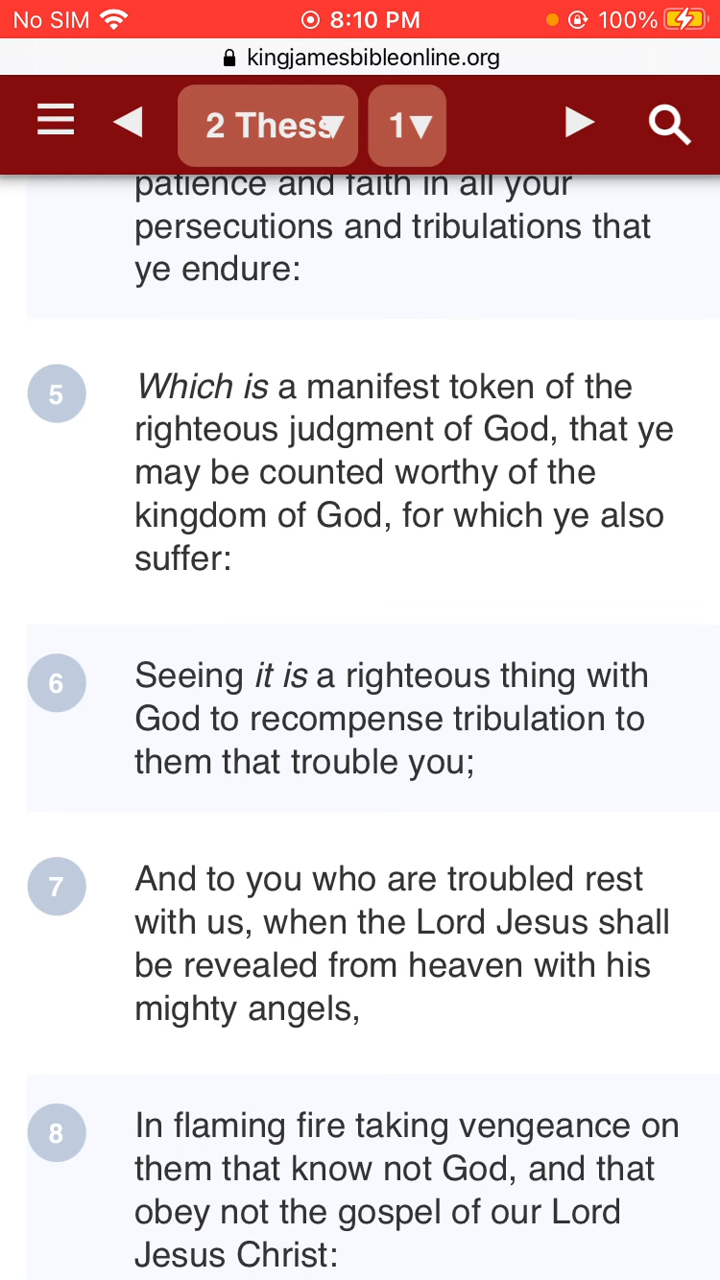 No SIM 8:10 PM 100%
kingjamesbibleonline.org
2 Thess 1
patience and faith in all your
persecutions and tribulations that
ye endure:
5 Which is a manifest token of the
righteous judgment of God, that ye
may be counted worthy of the
kingdom of God, for which ye also
suffer:
6 Seeing it is a righteous thing with
God to recompense tribulation to
them that trouble you;
7 And to you who are troubled rest
with us, when the Lord Jesus shall
be revealed from heaven with his
mighty angels,
8 In flaming fire taking vengeance on
them that know not God, and that
obey not the gospel of our Lord
Jesus Christ: